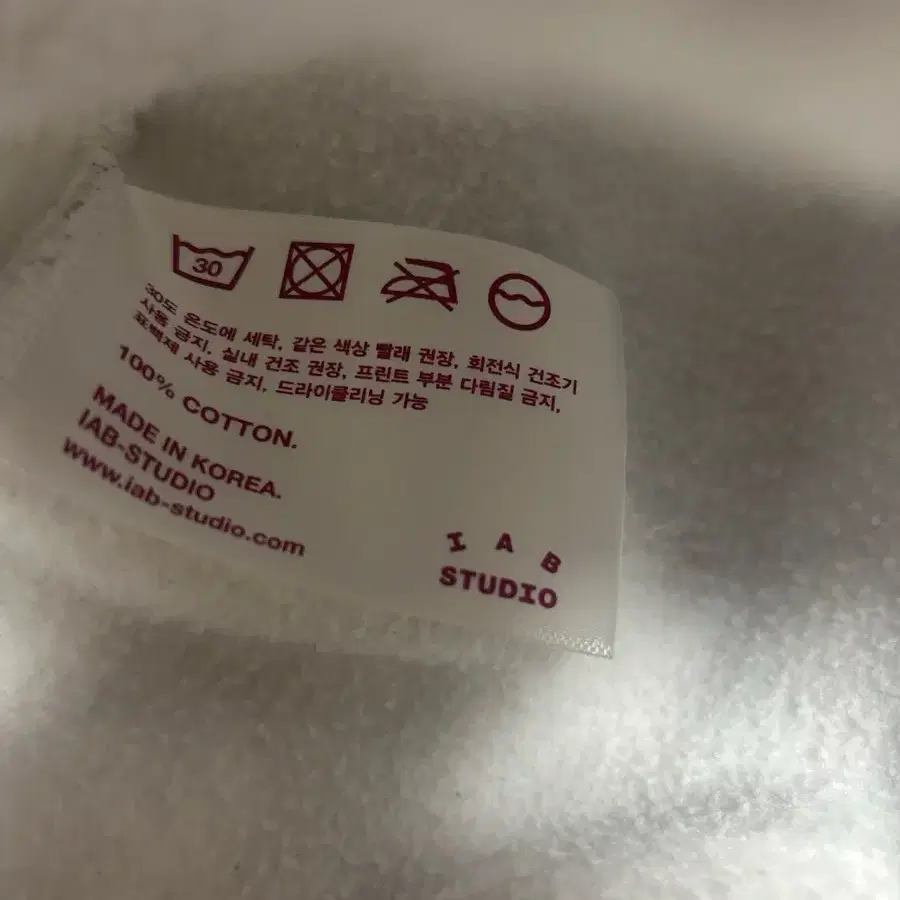 30
30도 온도에 세탁, 같은 색상 빨래 권장, 회전식 건조기
사용 금지, 실내 건조 권장, 프린트 부분 다림질 금지,
표백제 사용 금지, 드라이클리닝 가능
100% COTTON.
MADE IN KOREA.
IAB-STUDIO
www.iab-studio.com
I A B
STUDIO